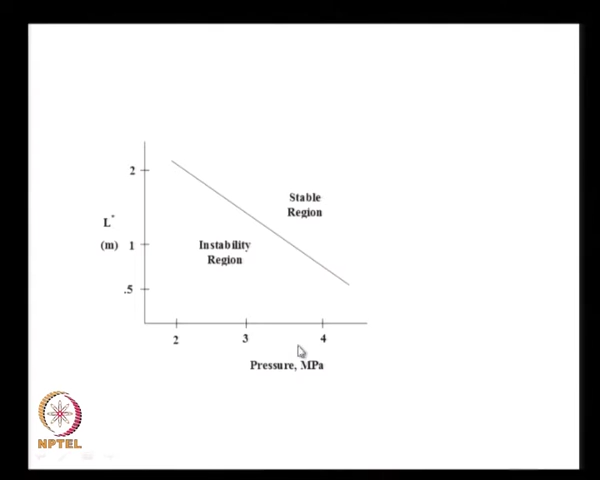 2
Stable
Region
L*
(m)
1
Instability
Region
.5
2
3
4
Pressure, MPa
NPTEL